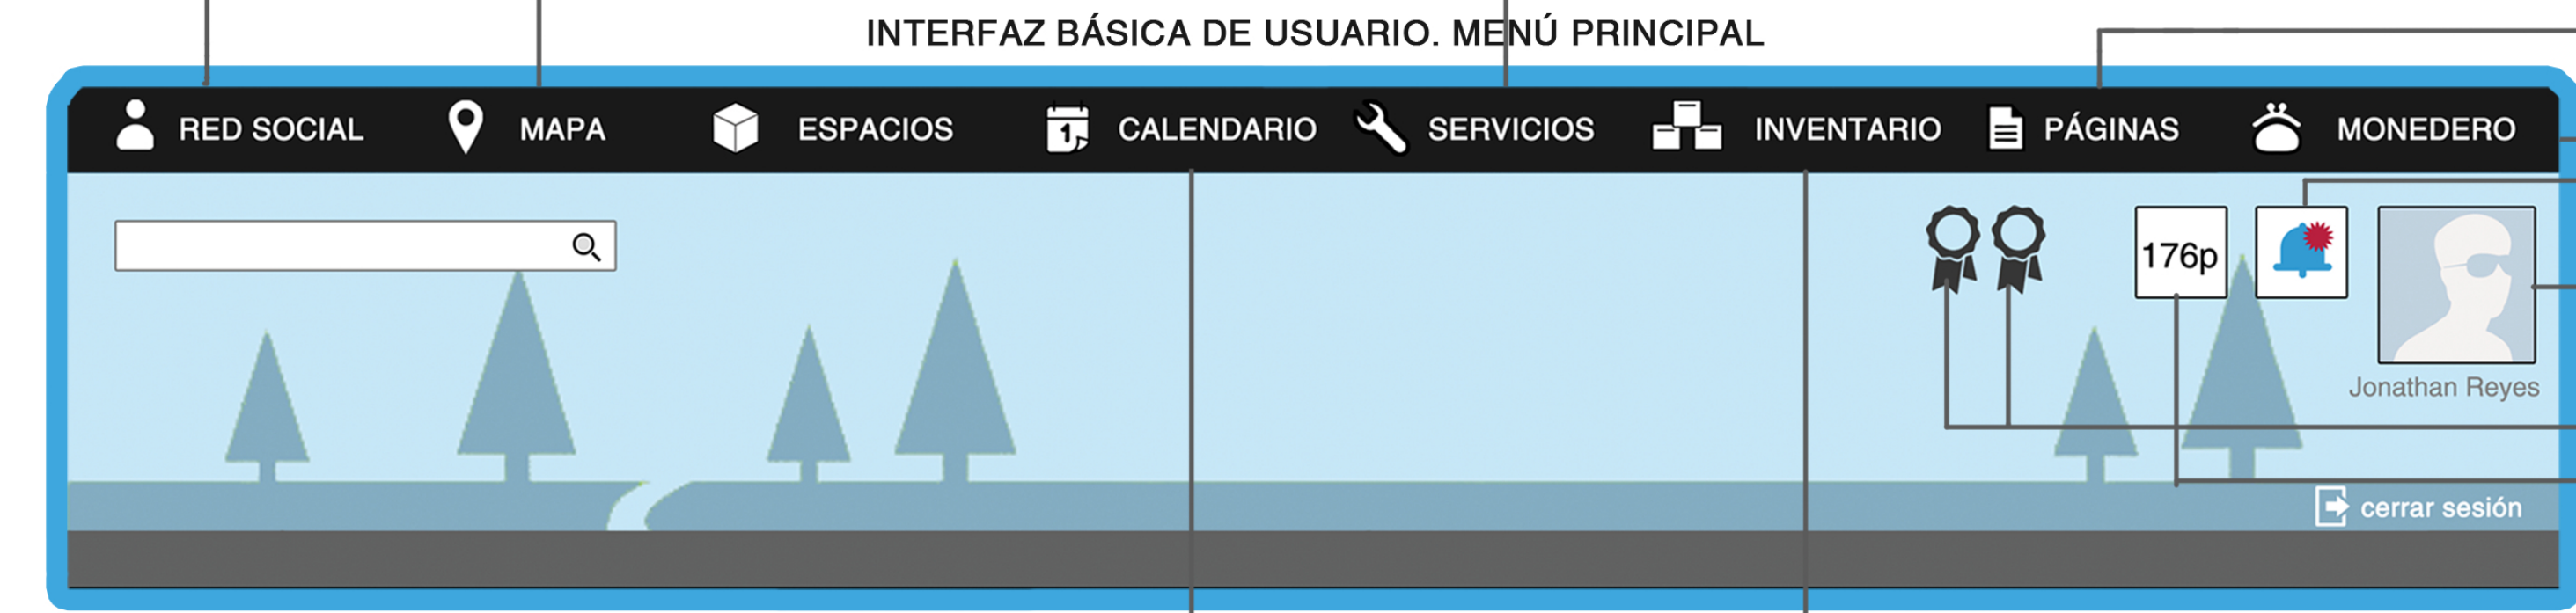 INTERFAZ BÁSICA DE USUARIO. MENÚ PRINCIPAL
RED SOCIAL MAPA ESPACIOS CALENDARIO SERVICIOS INVENTARIO PÁGINAS MONEDERO
1
176p
Jonathan Reyes
cerrar sesión